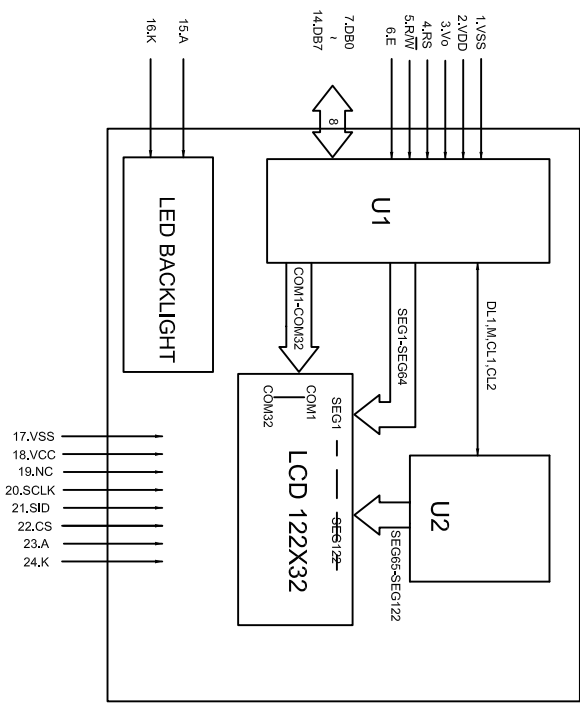 1.VSS
2.VDD
3.Vo
4.RS
5.R/W
6.E
7.DB0
~
14.DB7
8
15.A
16.K
U1
LED BACKLIGHT
COM1-COM32
SEG1-SEG64
DL1,M,CL1,CL2
U2
SEG65-SEG122
SEG1
SEG122
COM1
COM32
LCD 122X32
17.VSS
18.VCC
19.NC
20.SCLK
21.SID
22.CS
23.A
24.K